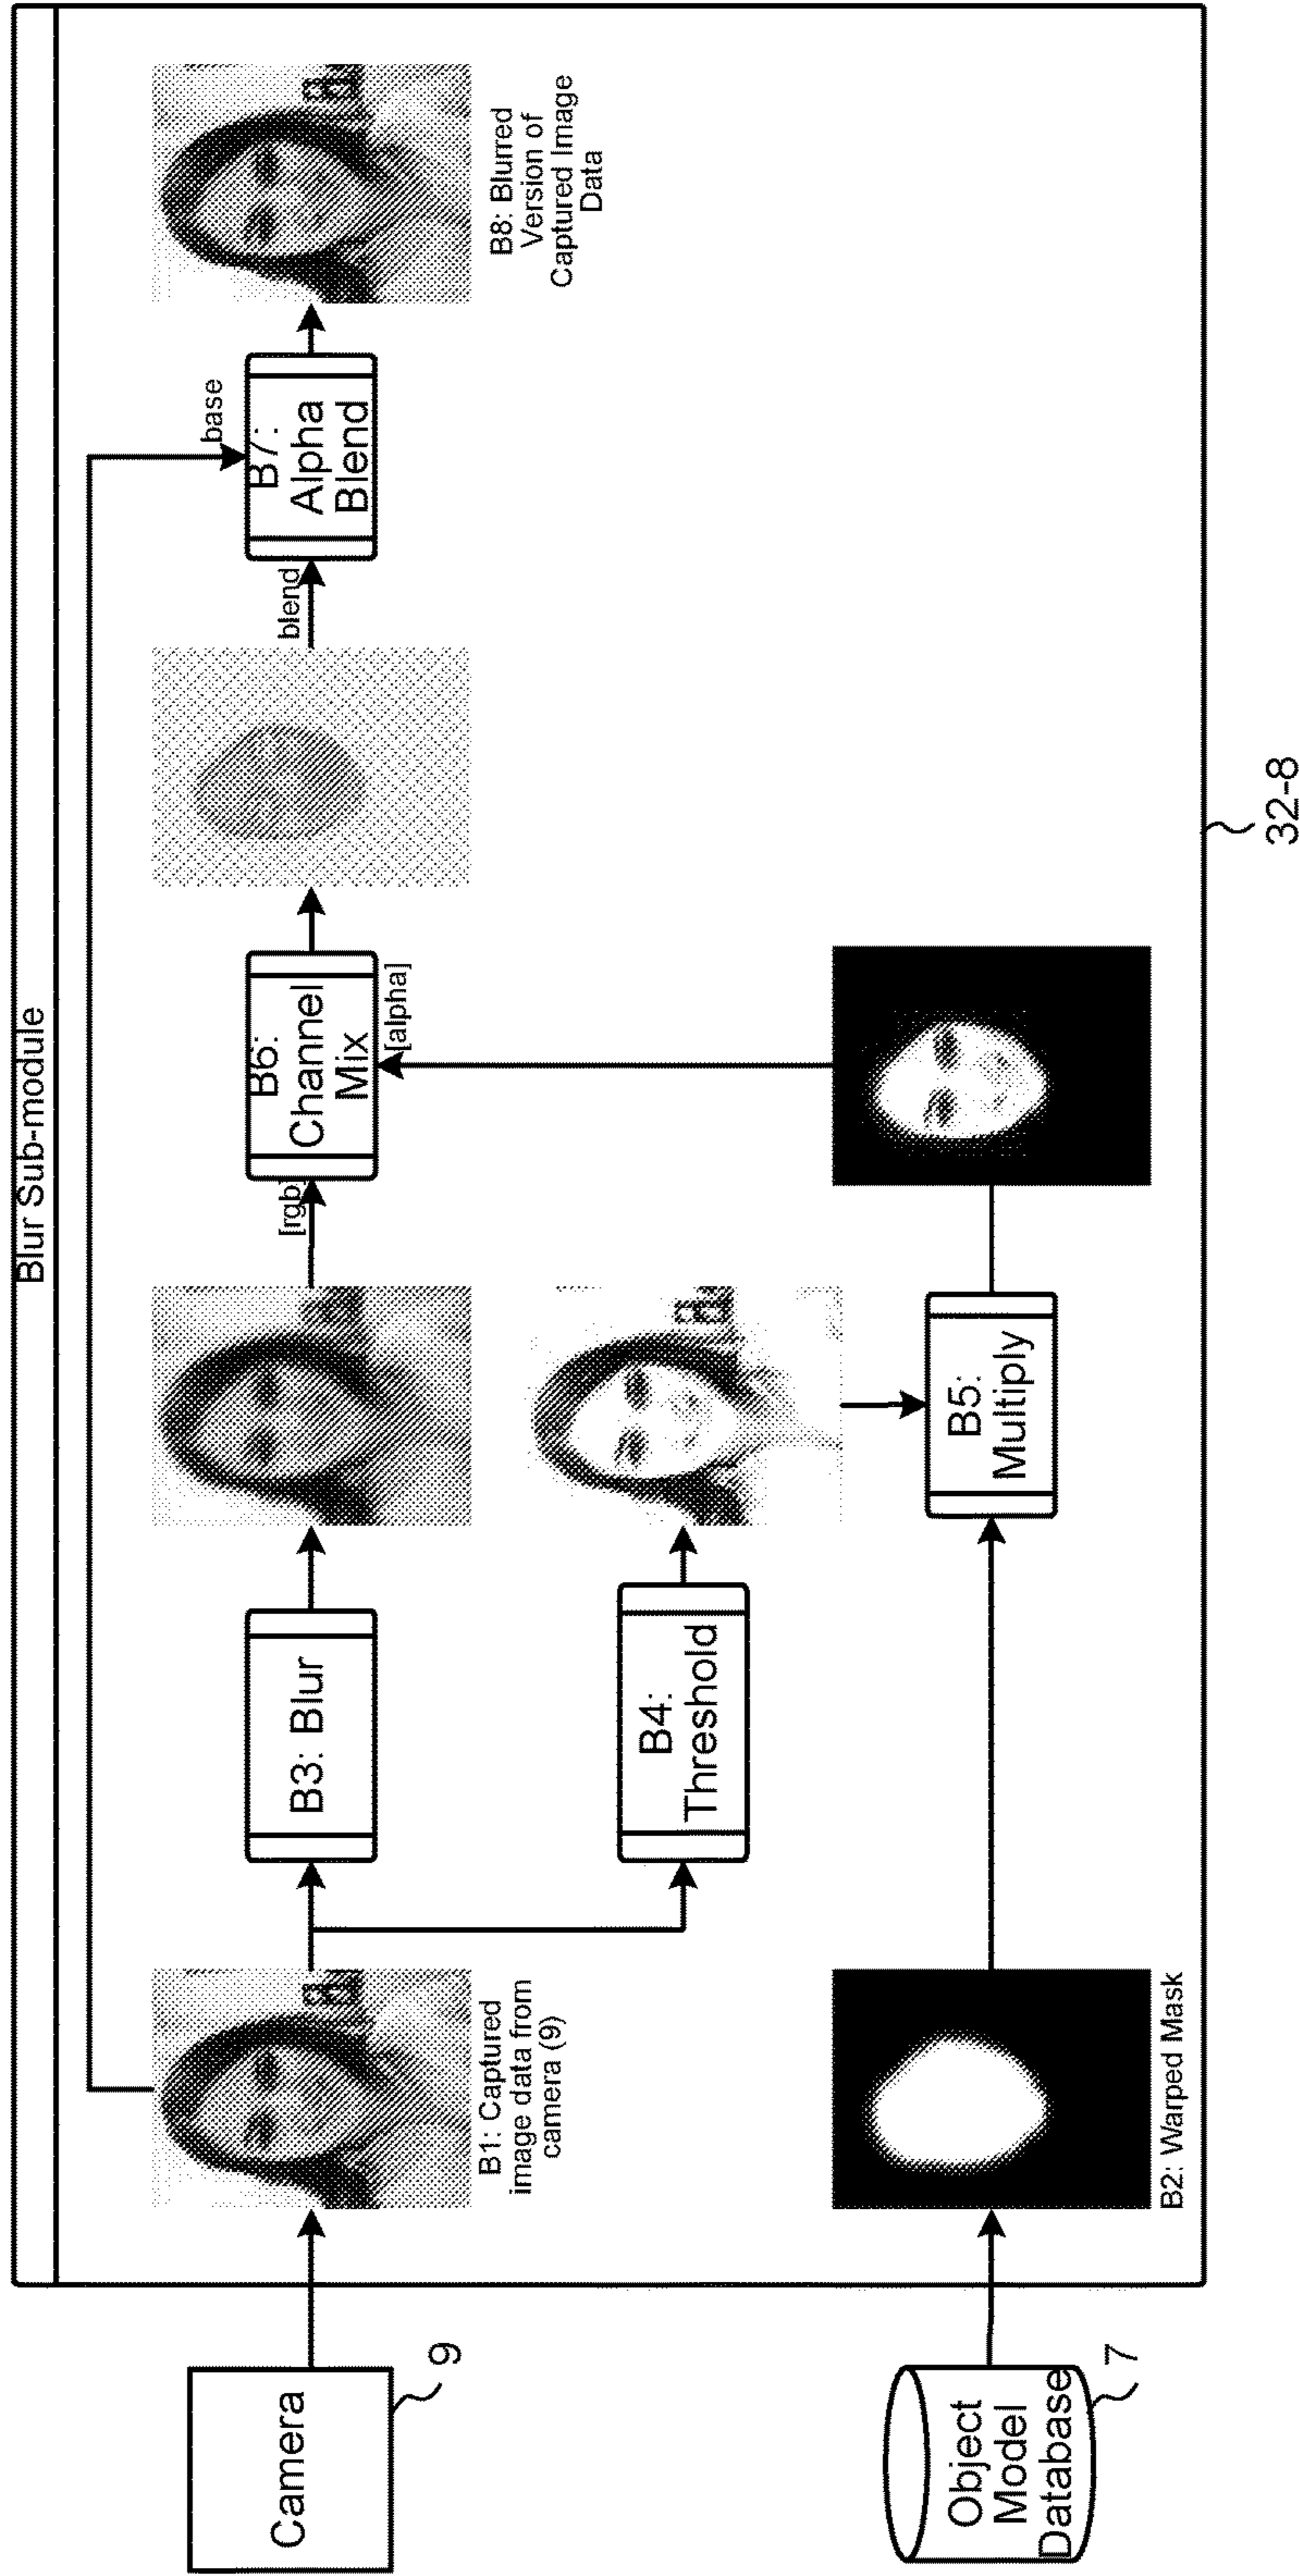 Blur Sub-module
Camera
9
B1: Captured
image data from
camera (9)
B3: Blur
[rgb]
B6:
Channel
Mix
[alpha]
blend
base
B7:
Alpha
Blend
B8: Blurred
Version of
Captured Image
Data
B4:
Threshold
Object
Model
Database
7
B2: Warped Mask
B5:
Multiply
32-8